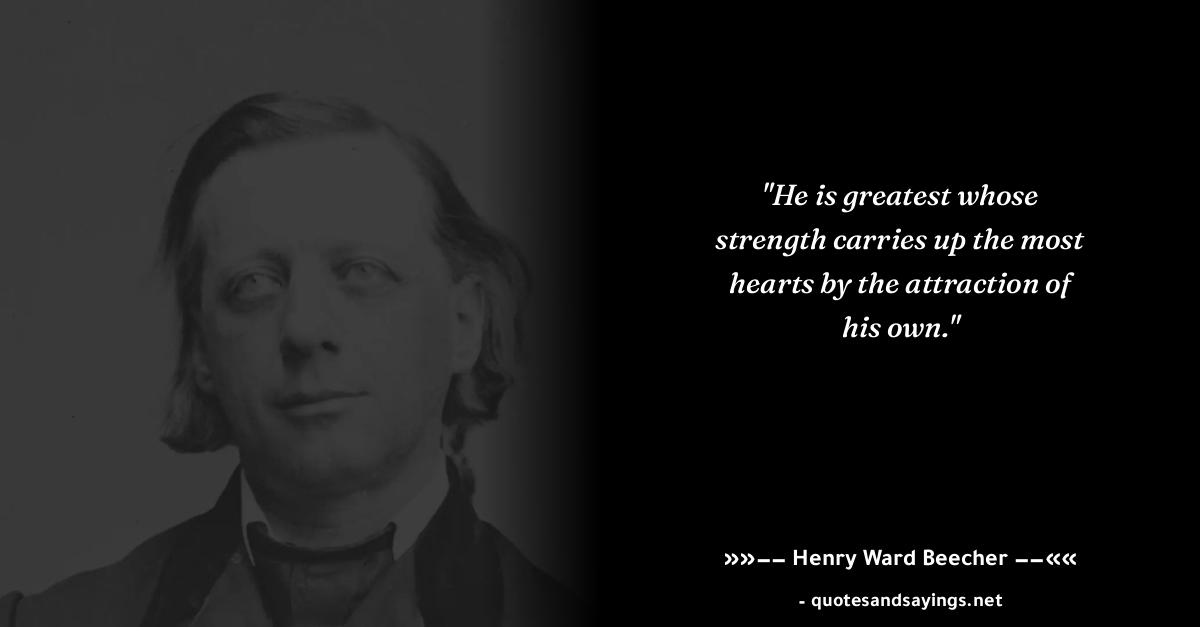 "He is greatest whose
strength carries up the most
hearts by the attraction of
his own."
»»−− Henry Ward Beecher −−««
- quotesandsayings.net